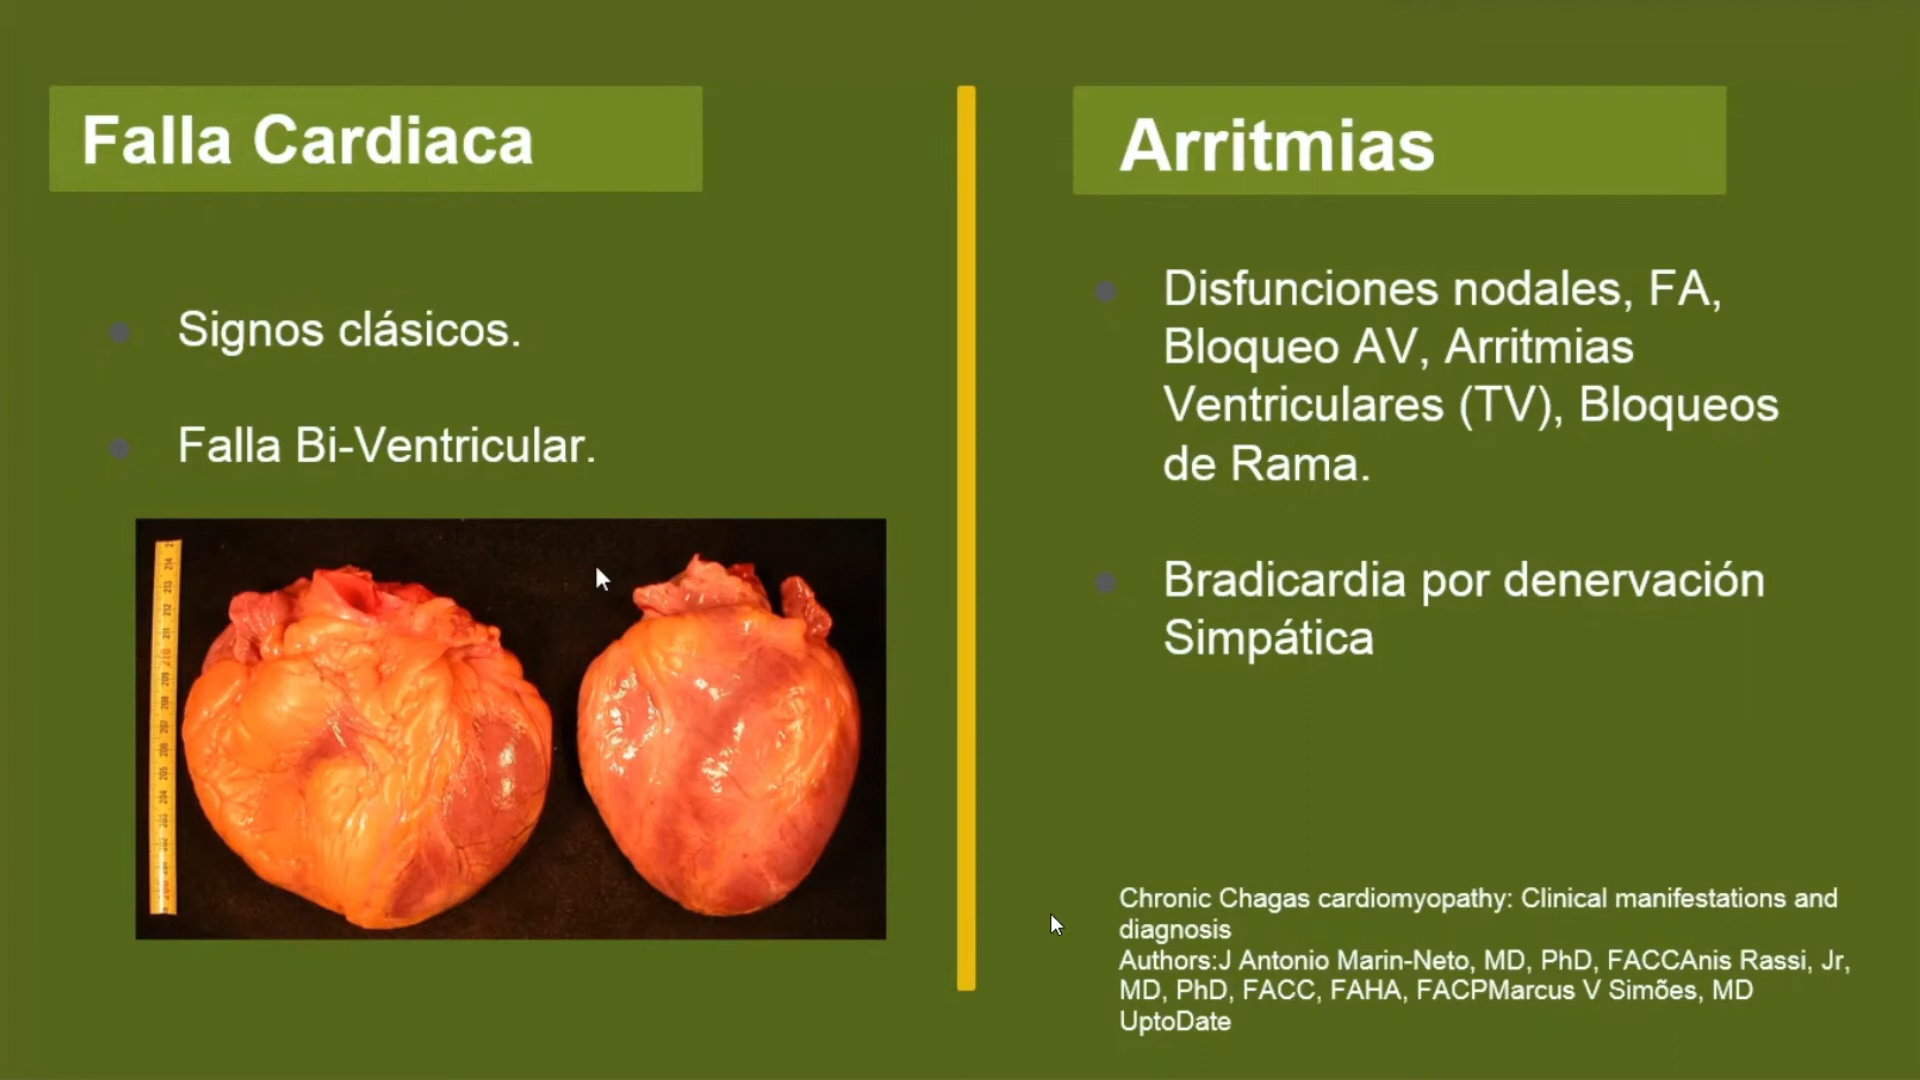 Falla Cardiaca
Signos clásicos.
Falla Bi-Ventricular.
Arritmias
Disfunciones nodales, FA,
Bloqueo AV, Arritmias
Ventriculares (TV), Bloqueos
de Rama.
Bradicardia por denervación
Simpática
Chronic Chagas cardiomyopathy: Clinical manifestations and
diagnosis
Authors:J Antonio Marin-Neto, MD, PhD, FACCAnis Rassi, Jr,
MD, PhD, FACC, FAHA, FACPMarcus V Simões, MD
UptoDate